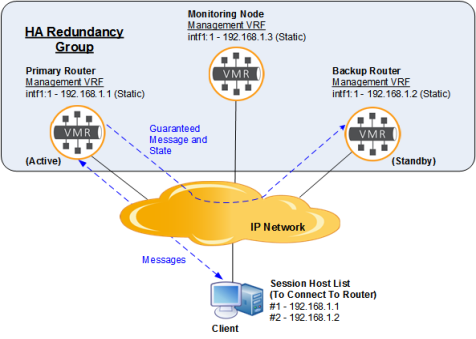 HA Redundancy
Group
Monitoring Node
Management VRF
intf1:1 - 192.168.1.3 (Static)
Primary Router
Management VRF
intf1:1 - 192.168.1.1 (Static)
Backup Router
Management VRF
intf1:1 - 192.168.1.2 (Static)
VMR
VMR
VMR
Guaranteed
Message and
State
(Active)
(Standby)
IP Network
Messages
Session Host List
(To Connect To Router)
#1 - 192.168.1.1
#2 - 192.168.1.2
Client